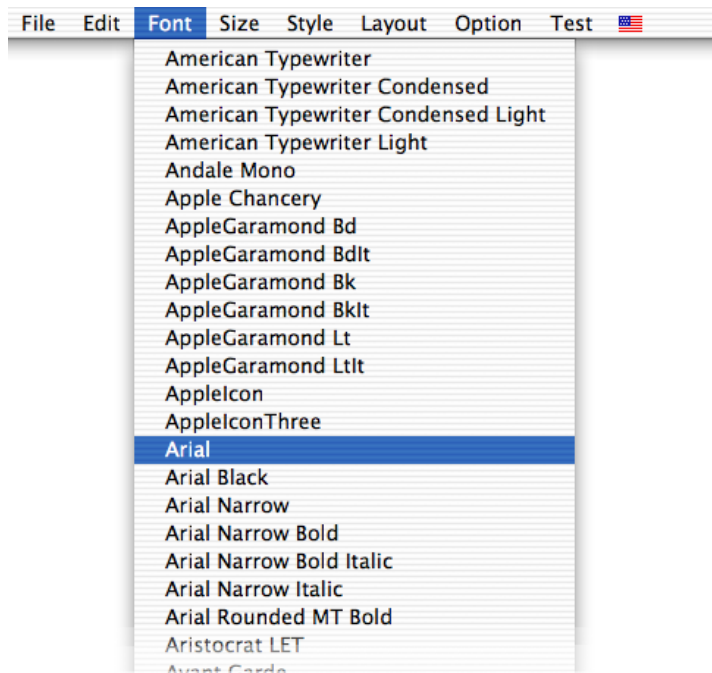 File Edit Font Size Style Layout Option Test
American Typewriter
American Typewriter Condensed
American Typewriter Condensed Light
American Typewriter Light
Andale Mono
Apple Chancery
AppleGaramond Bd
AppleGaramond BdIt
AppleGaramond Bk
AppleGaramond BkIt
AppleGaramond Lt
AppleGaramond LtIt
AppleIcon
AppleIconThree
Arial
Arial Black
Arial Narrow
Arial Narrow Bold
Arial Narrow Bold Italic
Arial Narrow Italic
Arial Rounded MT Bold
Aristocrat LET
Avant Garde